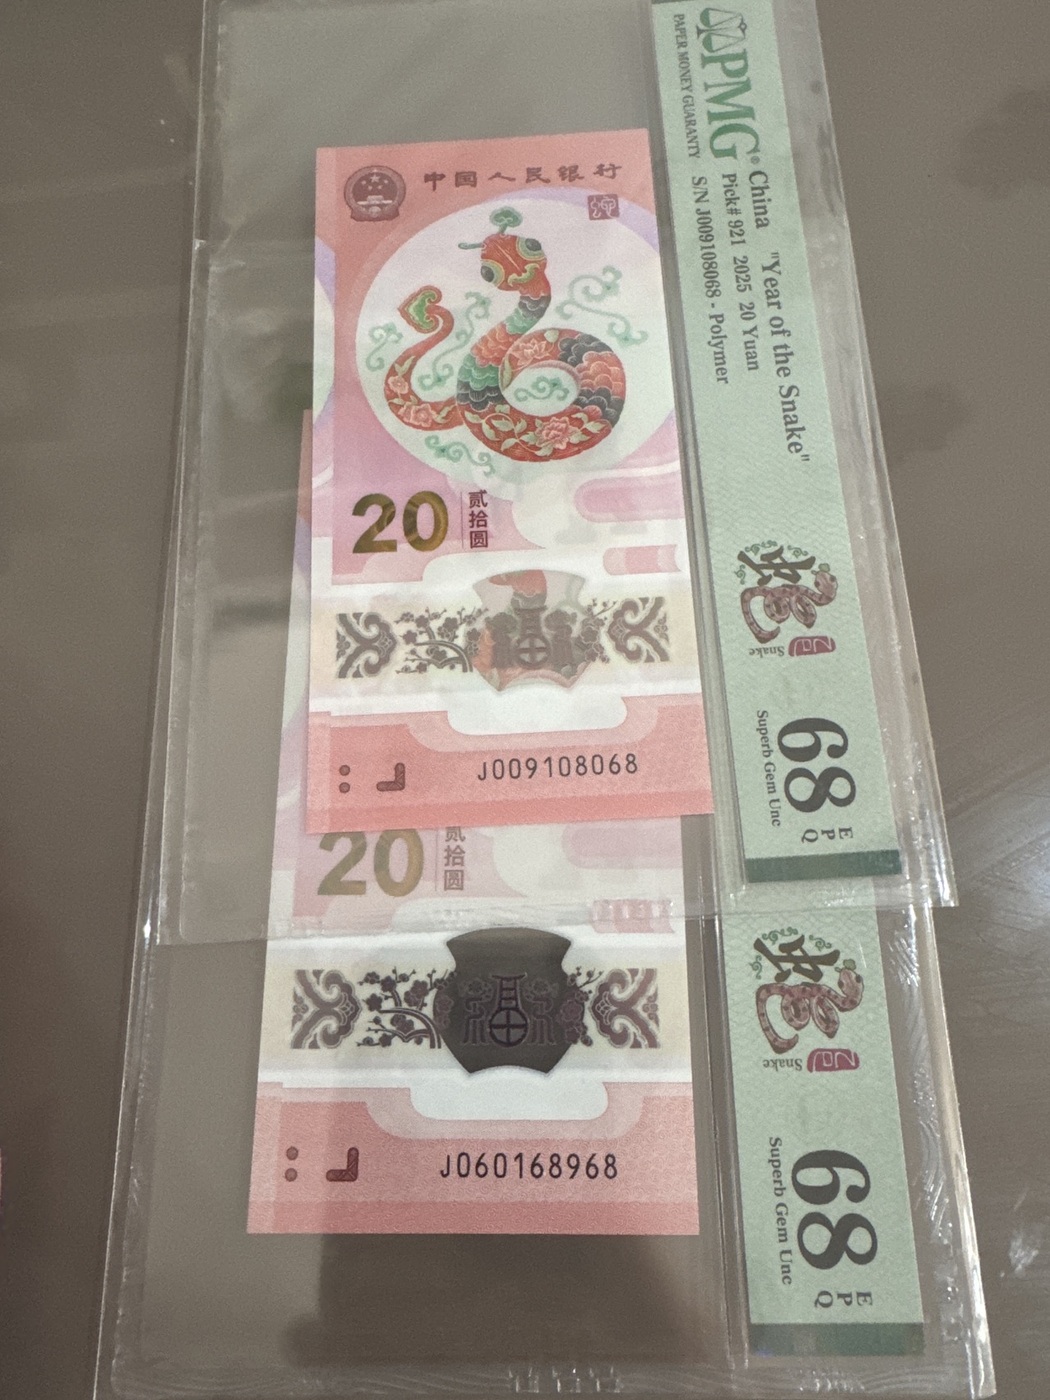 中国人民银行
20
贰拾圆
J009108068
PMG®
PAPER MONEY GUARANTY
China "Year of the Snake"
Pick# 921 2025 20 Yuan
S/N J009108068 - Polymer
蛇
Snake
68
Superb Gem Unc
EPQ
20
贰拾圆
J060168968
蛇
Snake
68
Superb Gem Unc
EPQ